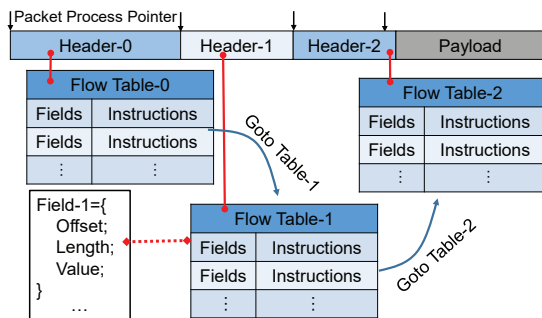 Packet Process Pointer
Header-0 Header-1 Header-2 Payload
Flow Table-0
Fields Instructions
Fields Instructions
⋮ ⋮
Goto Table-1
Flow Table-2
Fields Instructions
Fields Instructions
⋮ ⋮
Field-1={
Offset;
Length;
Value;
}
...
Flow Table-1
Fields Instructions
Fields Instructions
⋮ ⋮
Goto Table-2